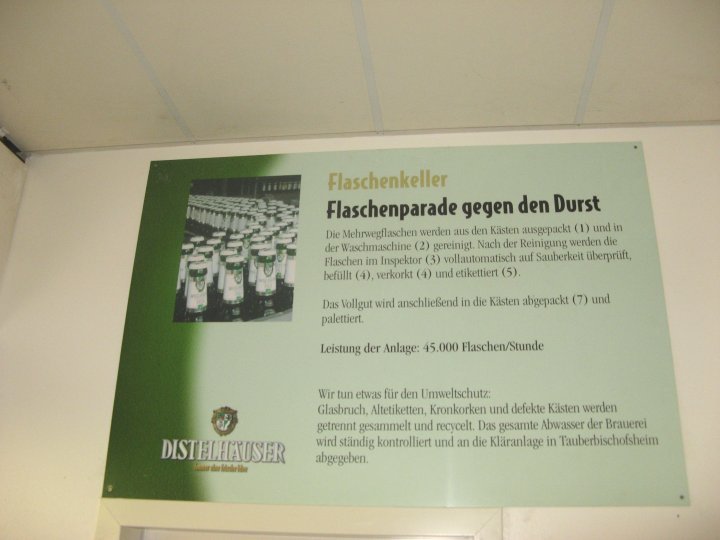 Flaschenkeller
Flaschenparade gegen den Durst
Die Mehrwegflaschen werden aus den Kästen ausgepackt (1) und in
der Waschmaschine (2) gereinigt. Nach der Reinigung werden die
Flaschen im Inspektor (3) vollautomatisch auf Sauberkeit überprüft,
befüllt (4), verkorkt (4) und etikettiert (5).
Das Vollgut wird anschließend in die Kästen abgepackt (7) und
palettiert.
Leistung der Anlage: 45.000 Flaschen/Stunde
Wir tun etwas für den Umweltschutz:
Glasbruch, Altetiketten, Kronkorken und defekte Kästen werden
getrennt gesammelt und recycelt. Das gesamte Abwasser der Brauerei
wird ständig kontrolliert und an die Kläranlage in Tauberbischofsheim
abgegeben.
DISTELHÄUSER